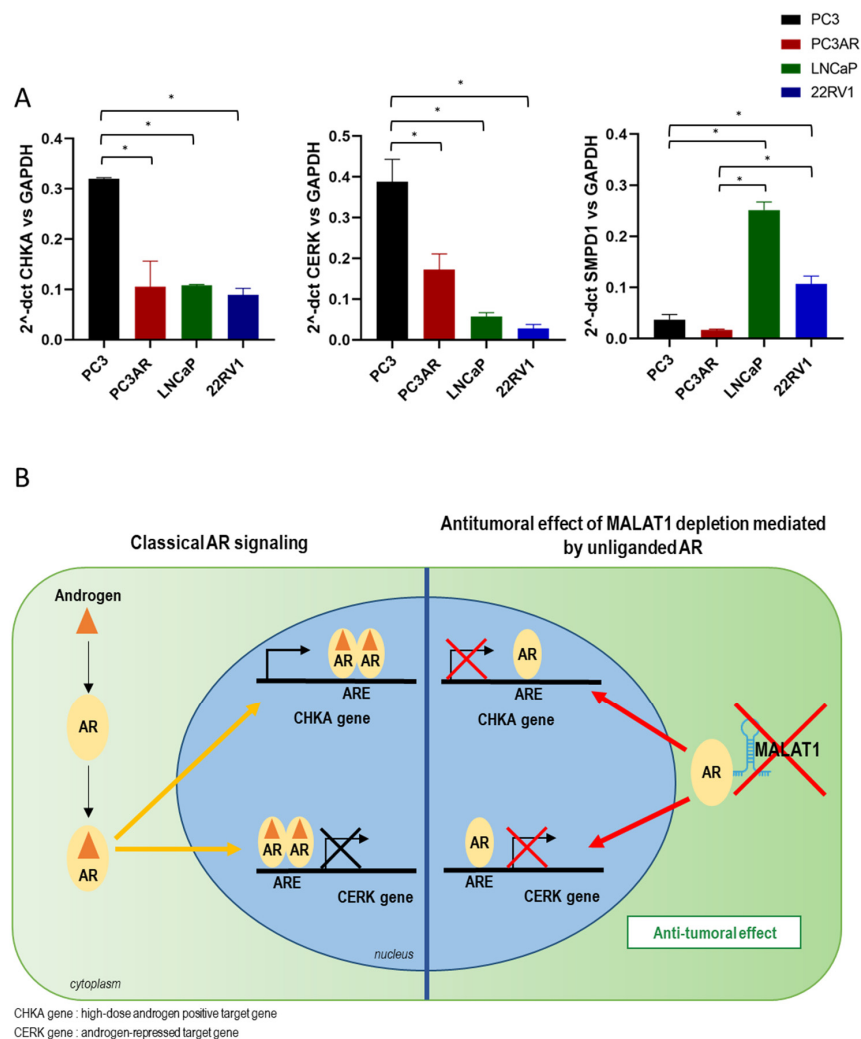 PC3
PC3AR
LNCaP
22RV1
A
*
*
*
2^-dct CHKA vs GAPDH
0.4
0.3
0.2
0.1
0.0
PC3
PC3AR
LNCaP
22RV1
*
*
*
2^-dct CERK vs GAPDH
0.5
0.4
0.3
0.2
0.1
0.0
PC3
PC3AR
LNCaP
22RV1
*
*
*
*
2^-dct SMPD1 vs GAPDH
0.4
0.3
0.2
0.1
0.0
PC3
PC3AR
LNCaP
22RV1
B
Classical AR signaling
Antitumoral effect of MALAT1 depletion mediated
by unliganded AR
Androgen
AR
AR
AR AR
ARE
CHKA gene
AR AR
ARE
CERK gene
nucleus
cytoplasm
AR
ARE
CHKA gene
AR
MALAT1
AR
ARE
CERK gene
Anti-tumoral effect
CHKA gene : high-dose androgen positive target gene
CERK gene : androgen-repressed target gene